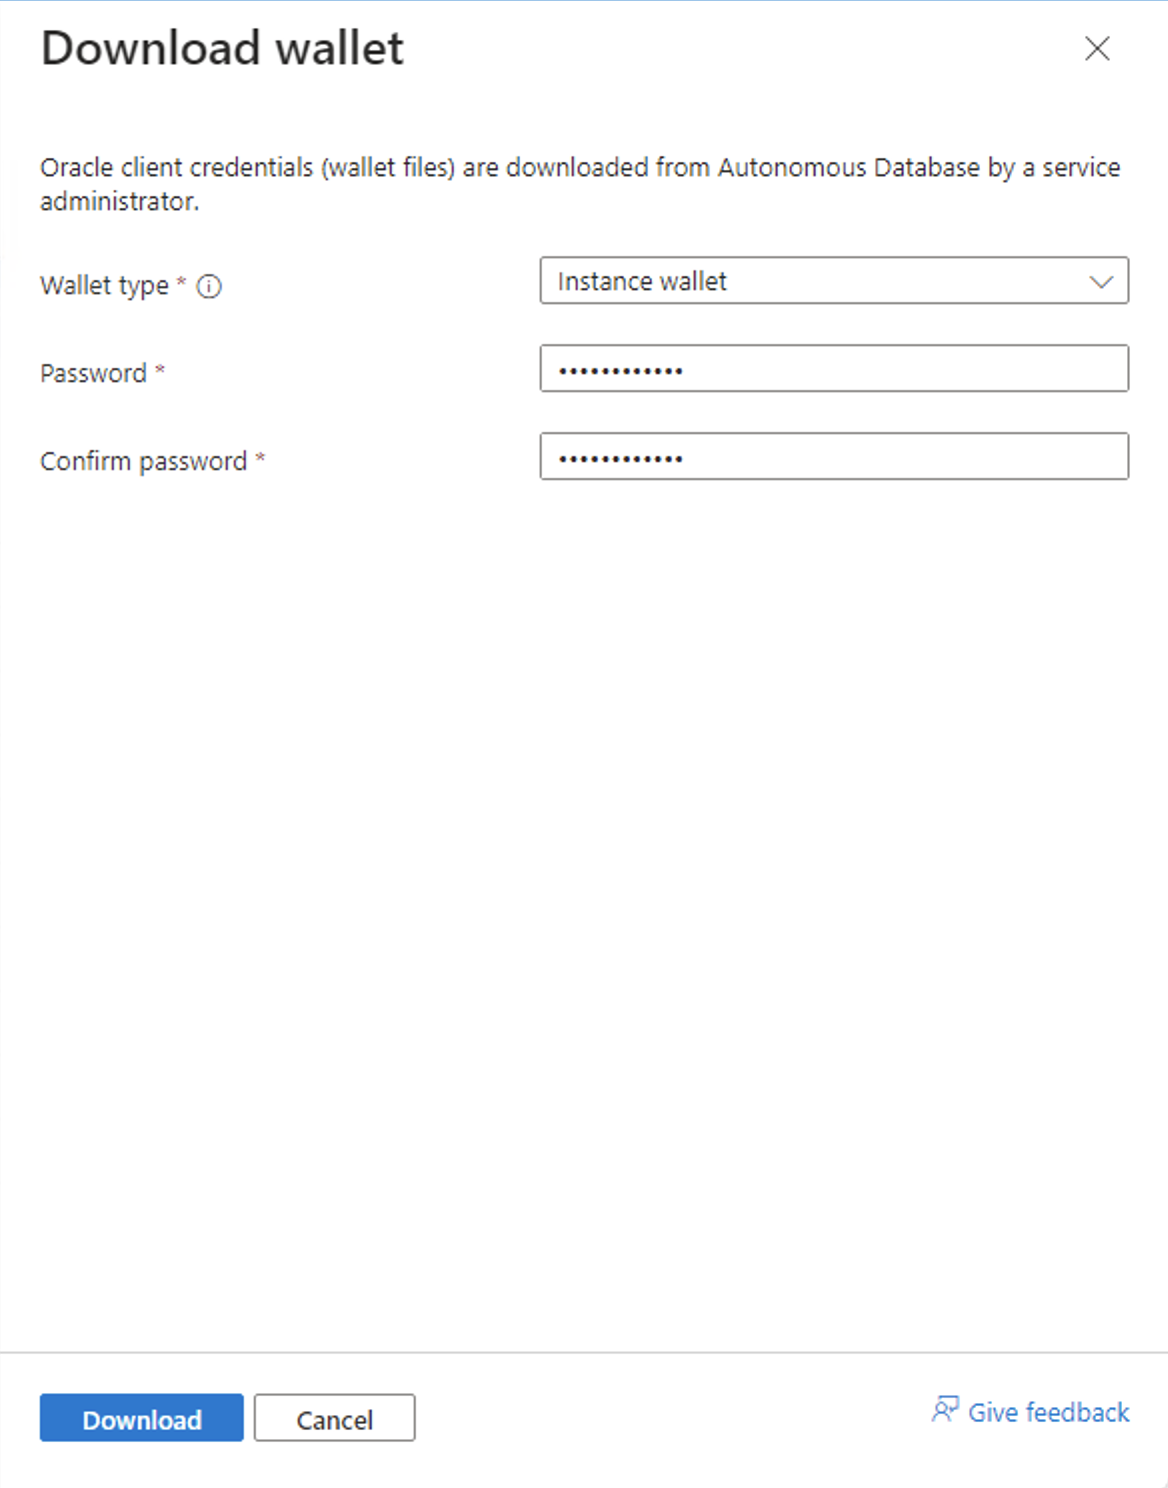 Download wallet
Oracle client credentials (wallet files) are downloaded from Autonomous Database by a service
administrator.
Wallet type *
Instance wallet
Password *
••••••••••••
Confirm password *
••••••••••••
Download
Cancel
Give feedback